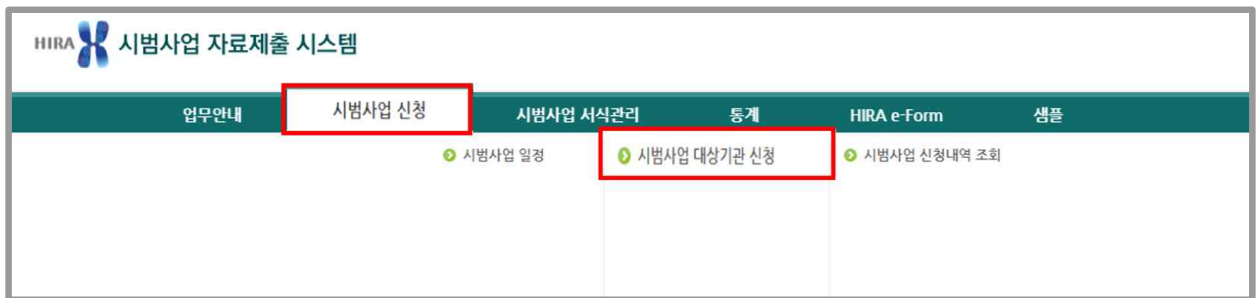 HIRA 시범사업 자료제출 시스템
업무안내 시범사업 신청 시범사업 서식관리 통계 HIRA e-Form 샘플
시범사업 일정 시범사업 대상기관 신청 시범사업 신청내역 조회